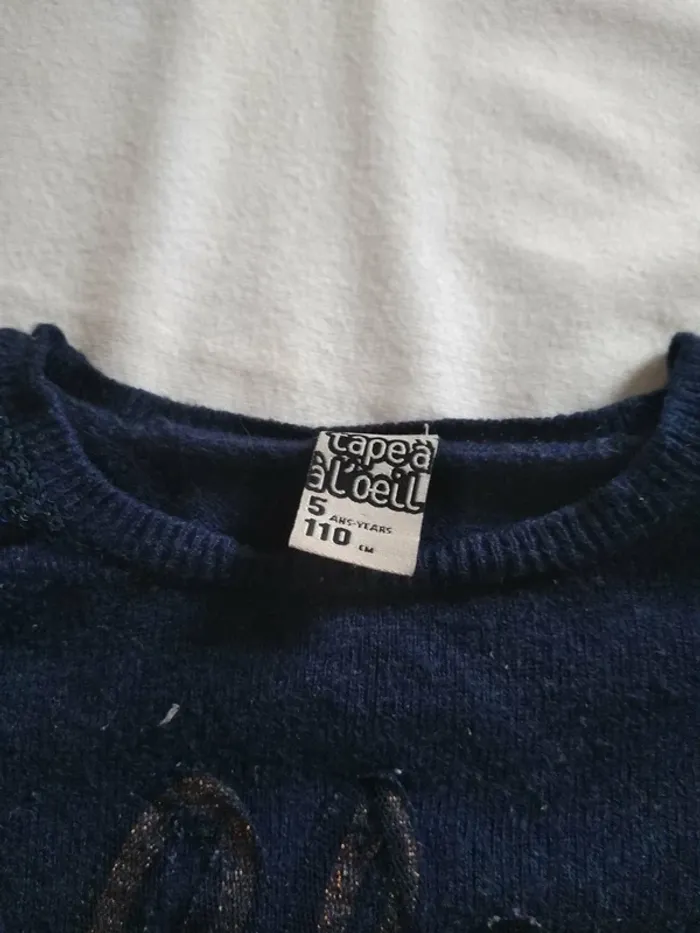 tape à
à l'oeil
5 ANS-YEARS
110 CM